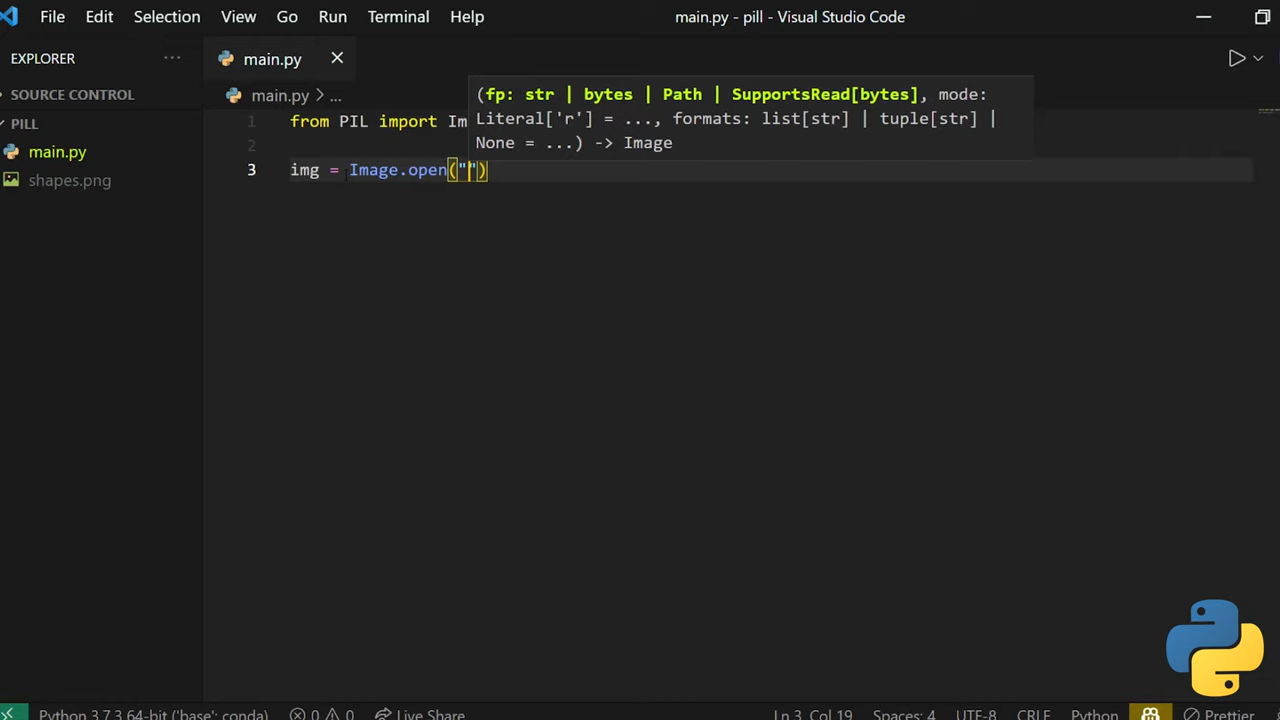 File Edit Selection View Go Run Terminal Help main.py - pill - Visual Studio Code
EXPLORER ... main.py
SOURCE CONTROL
PILL
main.py
shapes.png
main.py > ...
1 from PIL import Im
2
3 img = Image.open("")
(fp: str | bytes | Path | SupportsRead[bytes], mode:
Literal['r'] = ..., formats: list[str] | tuple[str] |
None = ...) -> Image
Python 3.7.3 64-bit ('base': conda) 0 0 Live Share Ln 3, Col 19 Spaces: 4 UTF-8 CRLF Python Prettier